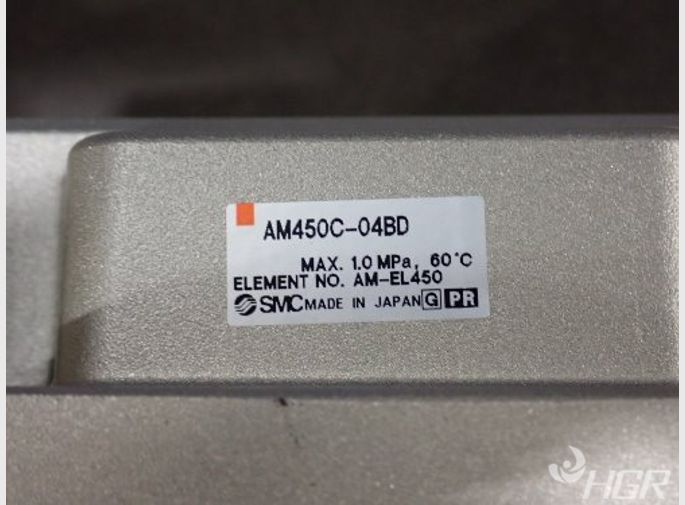 AM450C-04BD
MAX. 1.0 MPa, 60°C
ELEMENT NO. AM-EL450
SMC MADE IN JAPAN G PR
HGR